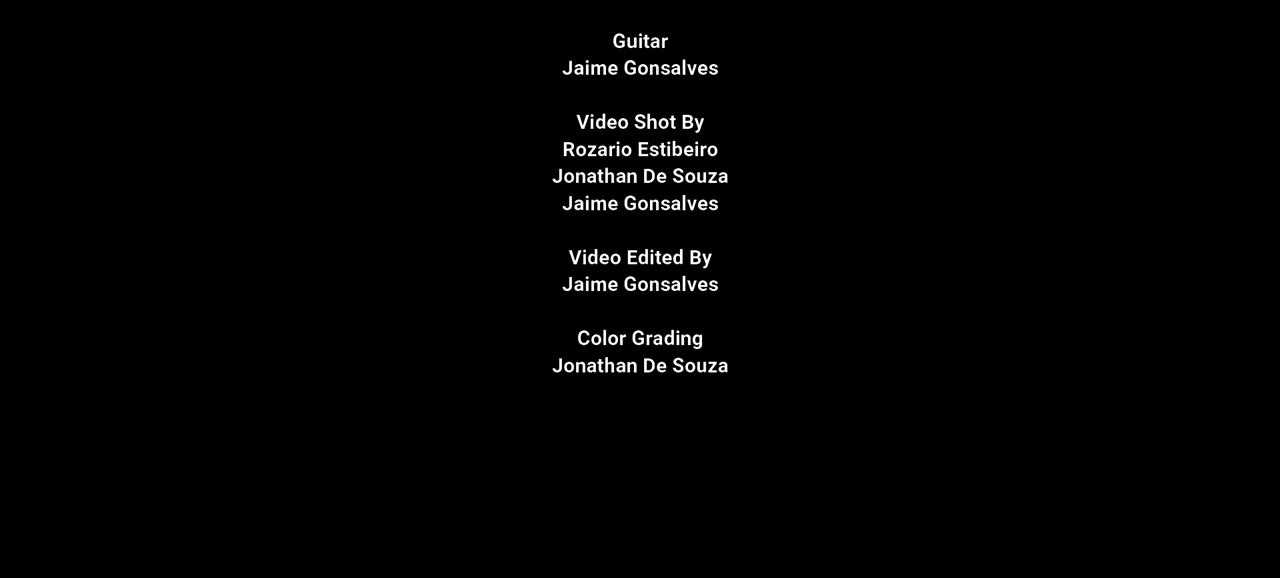 Guitar
Jaime Gonsalves
Video Shot By
Rozario Estibeiro
Jonathan De Souza
Jaime Gonsalves
Video Edited By
Jaime Gonsalves
Color Grading
Jonathan De Souza